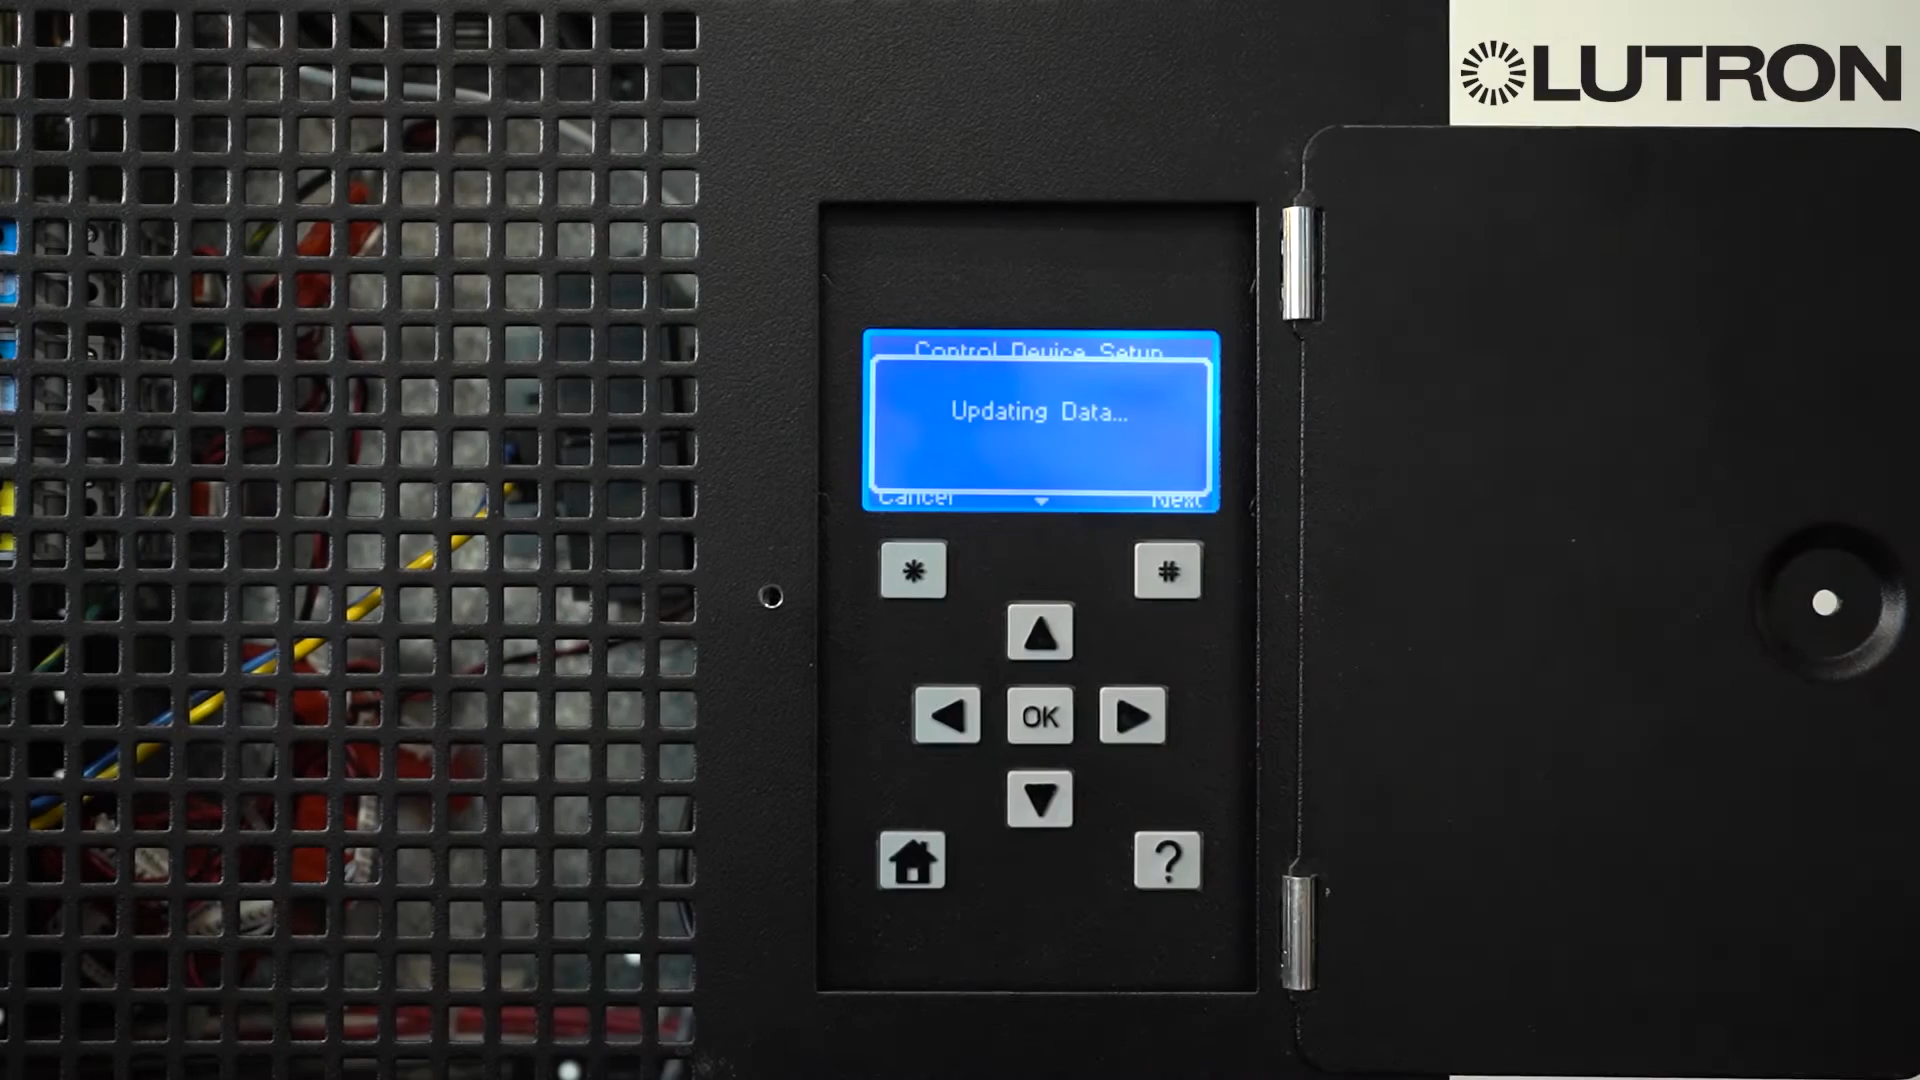 LUTRON
Control Device Setup
Updating Data...
Cancel Next
* #
OK
?